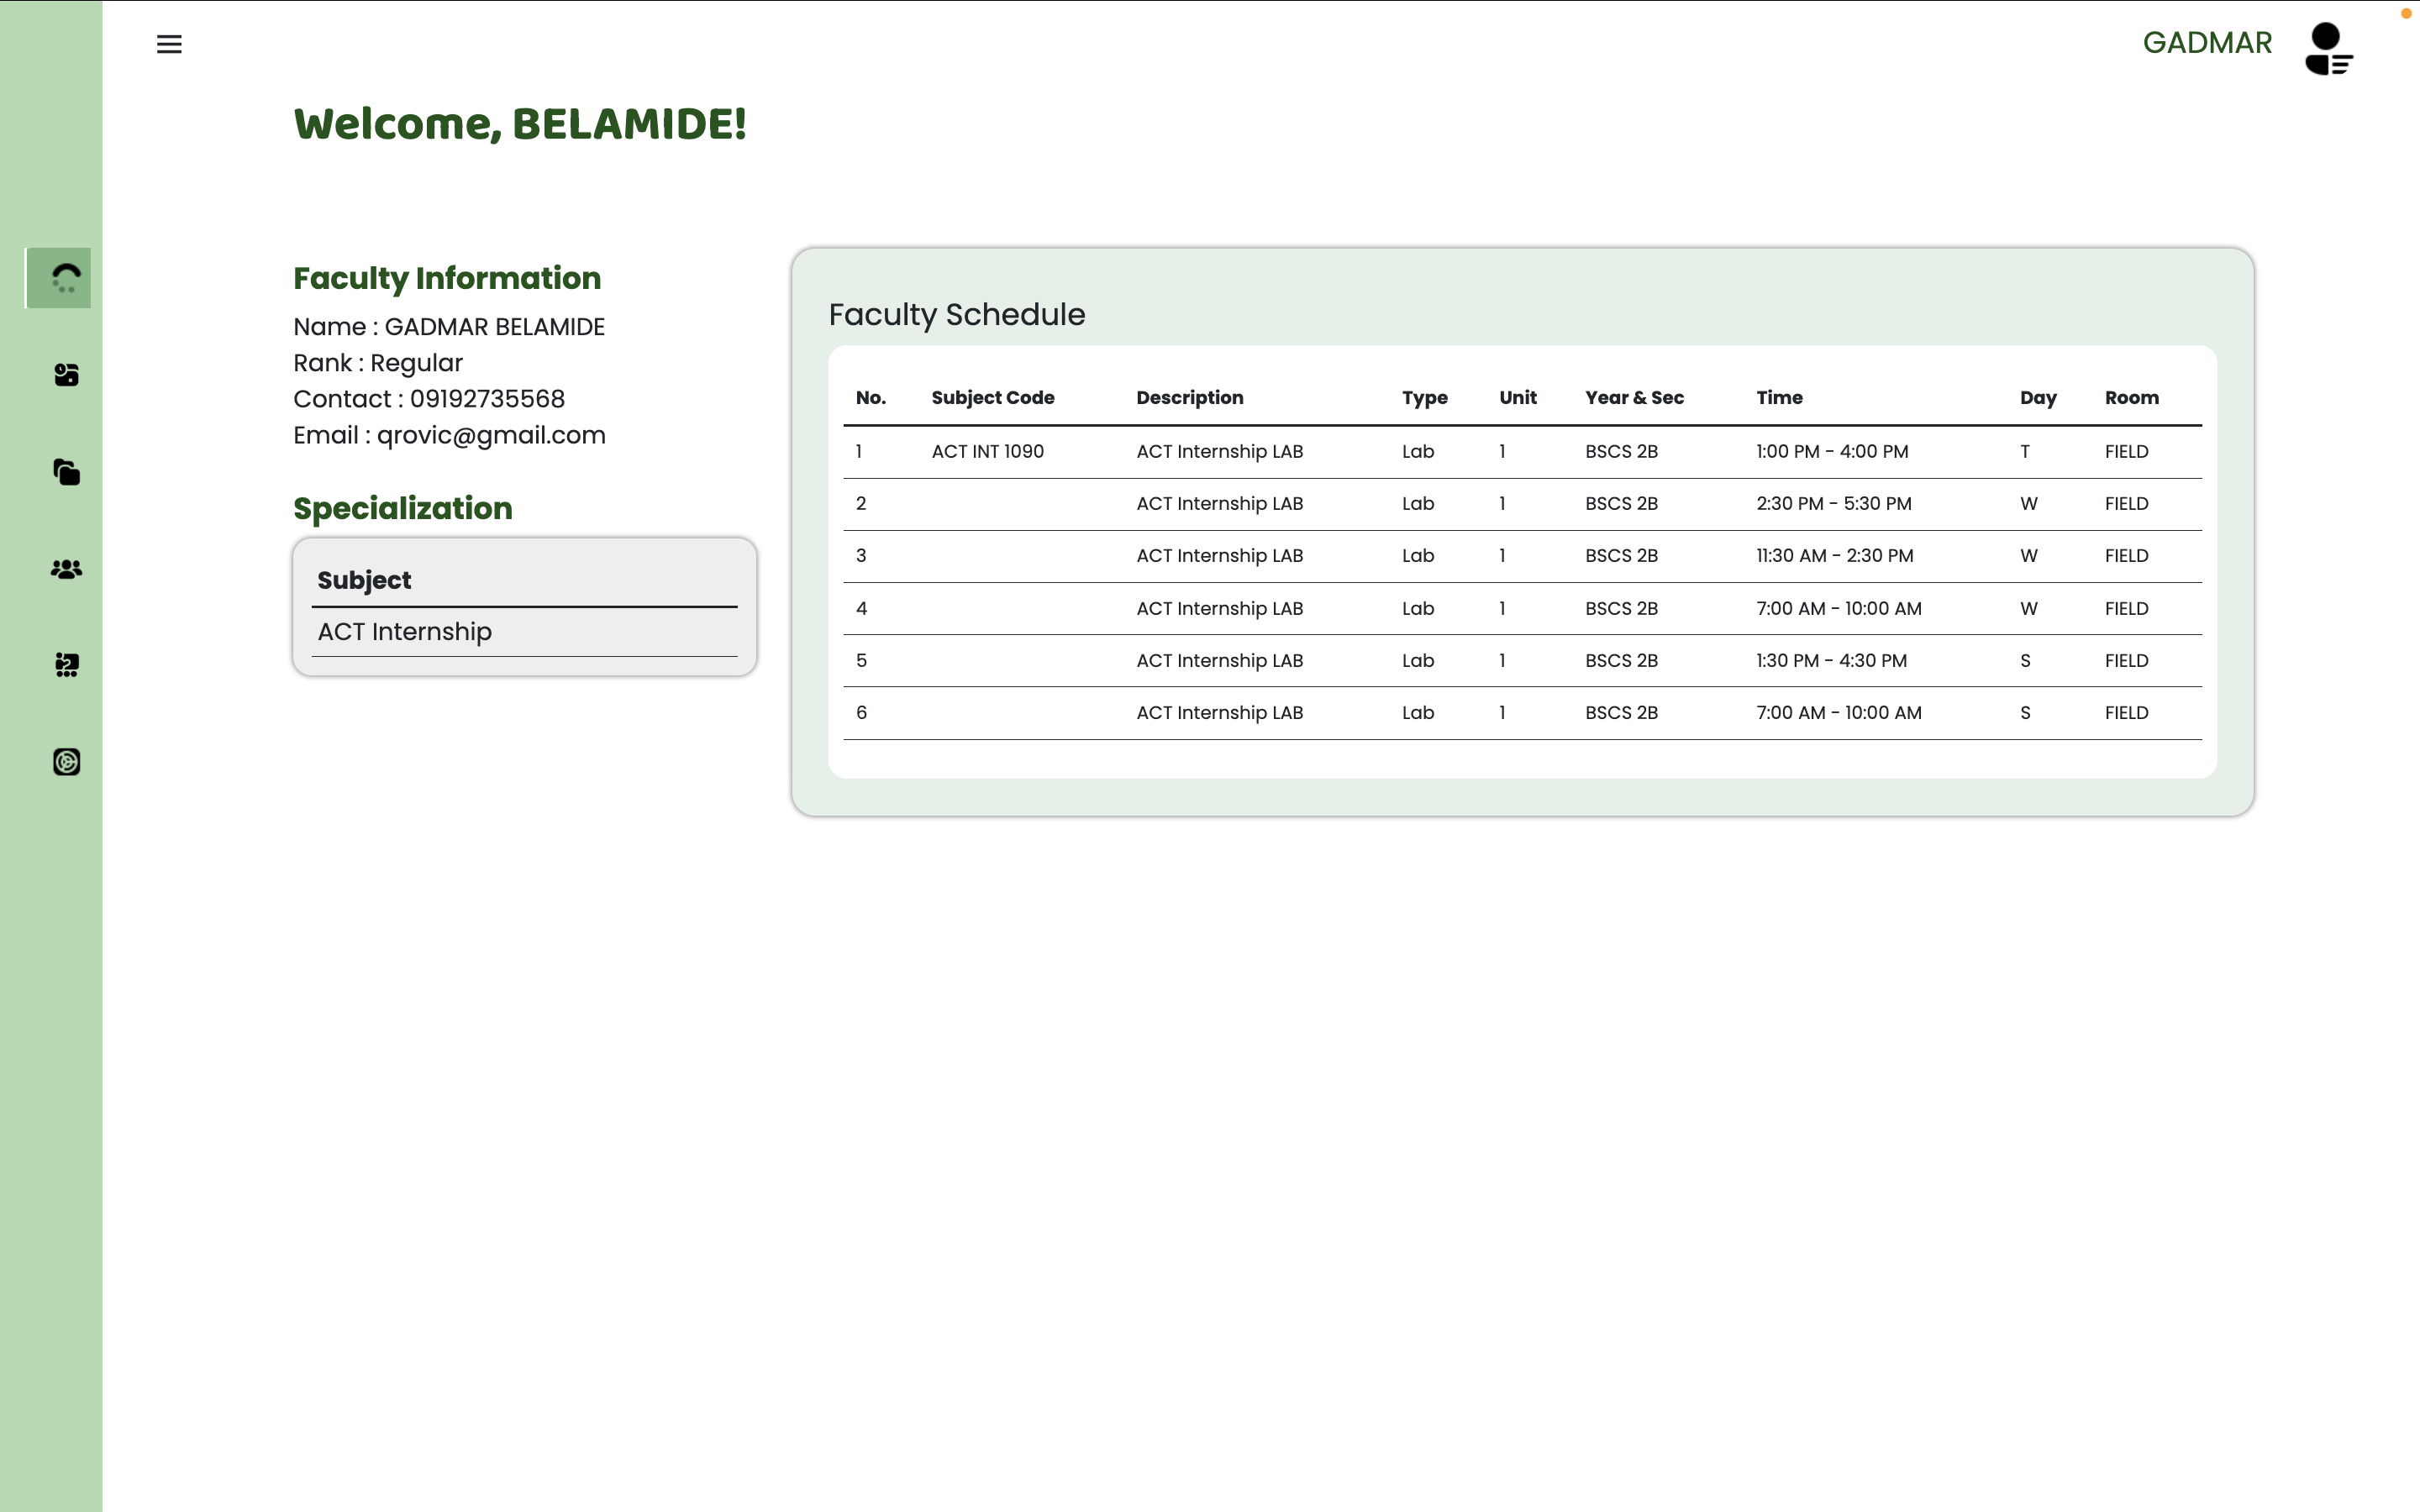 GADMAR
Welcome, BELAMIDE!
Faculty Information
Name : GADMAR BELAMIDE
Rank : Regular
Contact : 09192735568
Email : qrovic@gmail.com
Specialization
Subject
ACT Internship
Faculty Schedule
No. Subject Code Description Type Unit Year & Sec Time Day Room
1 ACT INT 1090 ACT Internship LAB Lab 1 BSCS 2B 1:00 PM - 4:00 PM T FIELD
2 ACT Internship LAB Lab 1 BSCS 2B 2:30 PM - 5:30 PM W FIELD
3 ACT Internship LAB Lab 1 BSCS 2B 11:30 AM - 2:30 PM W FIELD
4 ACT Internship LAB Lab 1 BSCS 2B 7:00 AM - 10:00 AM W FIELD
5 ACT Internship LAB Lab 1 BSCS 2B 1:30 PM - 4:30 PM S FIELD
6 ACT Internship LAB Lab 1 BSCS 2B 7:00 AM - 10:00 AM S FIELD